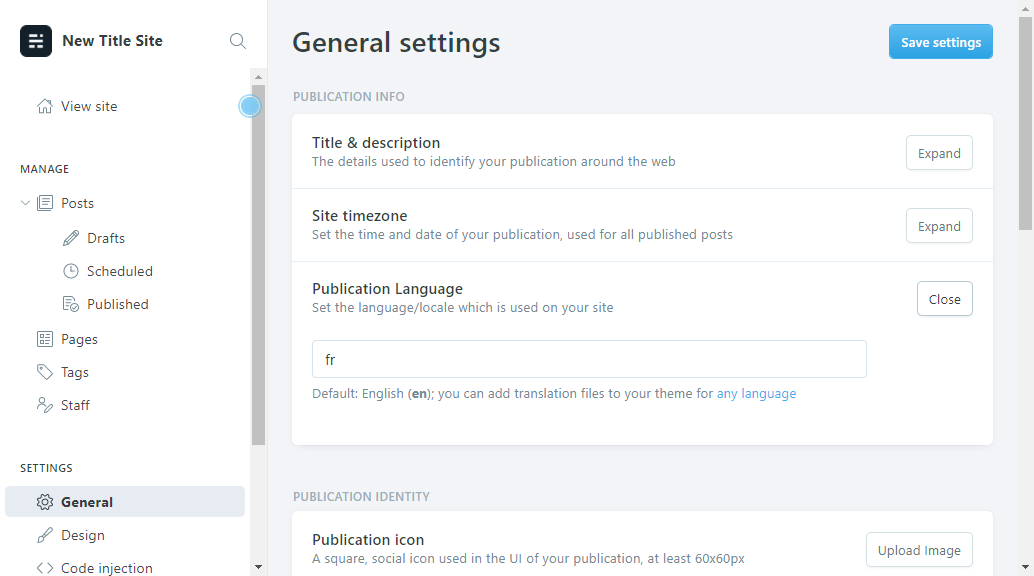 New Title Site
View site
MANAGE
Posts
Drafts
Scheduled
Published
Pages
Tags
Staff
SETTINGS
General
Design
Code injection
General settings
Save settings
PUBLICATION INFO
Title & description
The details used to identify your publication around the web
Expand
Site timezone
Set the time and date of your publication, used for all published posts
Expand
Publication Language
Set the language/locale which is used on your site
Close
fr
Default: English (en); you can add translation files to your theme for any language
PUBLICATION IDENTITY
Publication icon
A square, social icon used in the UI of your publication, at least 60x60px
Upload Image